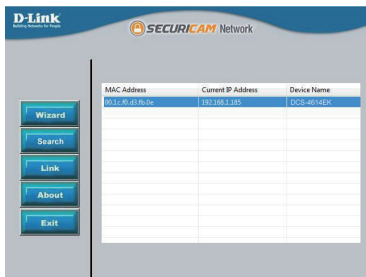 D-Link
Building Networks for People
SECURICAM Network
MAC Address Current IP Address Device Name
00.1c.f0.d3.fb.0e 192.168.1.185 DCS-4614EK
Wizard
Search
Link
About
Exit